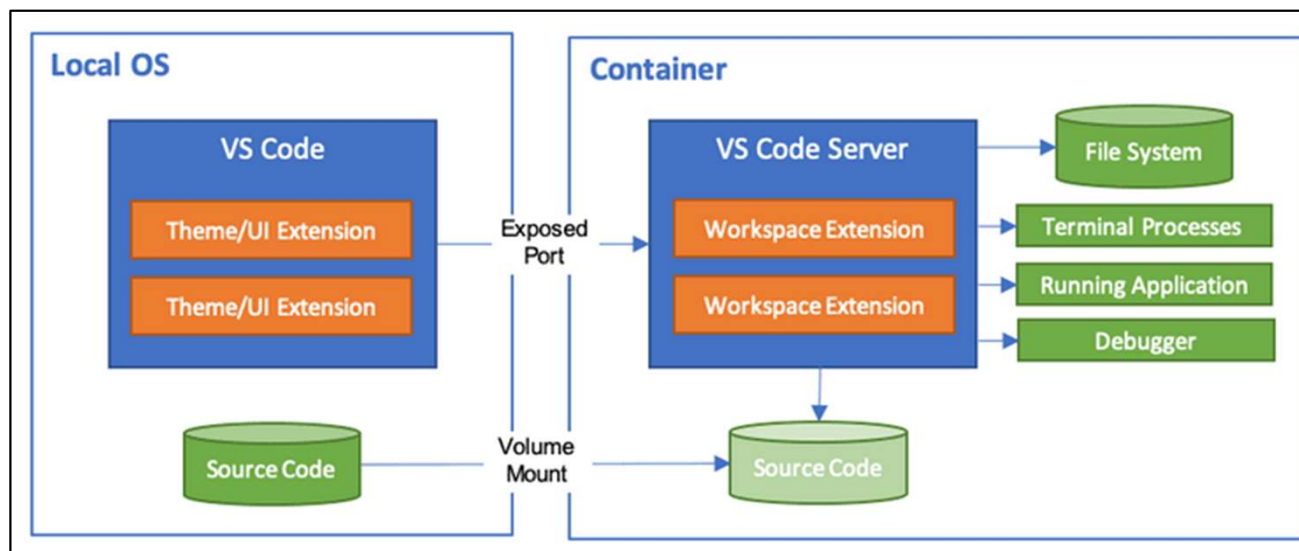 Local OS
VS Code
Theme/UI Extension
Theme/UI Extension
Source Code
Exposed
Port
Volume
Mount
Container
VS Code Server
Workspace Extension
Workspace Extension
File System
Terminal Processes
Running Application
Debugger
Source Code